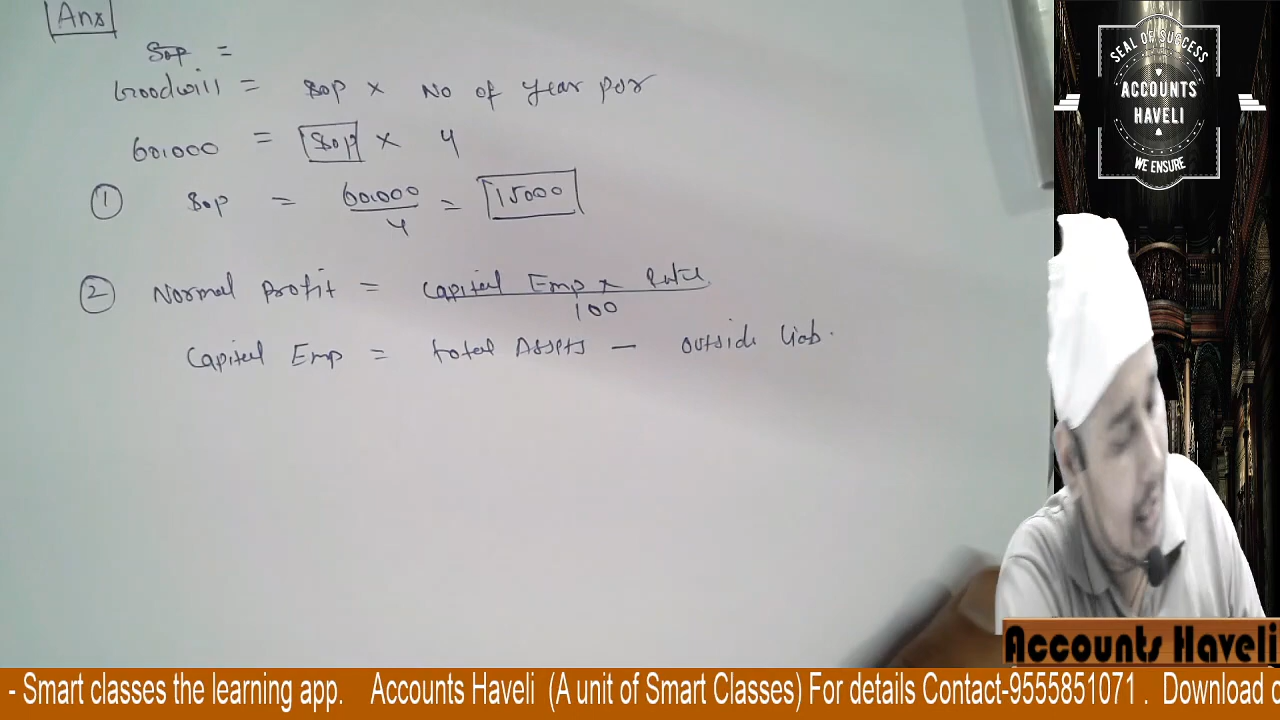 Ans
Sop =
Goodwill = Sop × No of year pur
60,000 = Sop × 4
① Sop = 60,000 / 4 = 15000
② Normal Profit = Capital Emp × Rate / 100
Capital Emp = total Assets – outside liab.
SEAL OF SUCCESS
ACCOUNTS
HAVELI
WE ENSURE
Accounts Haveli
- Smart classes the learning app. Accounts Haveli (A unit of Smart Classes) For details Contact-9555851071 . Download